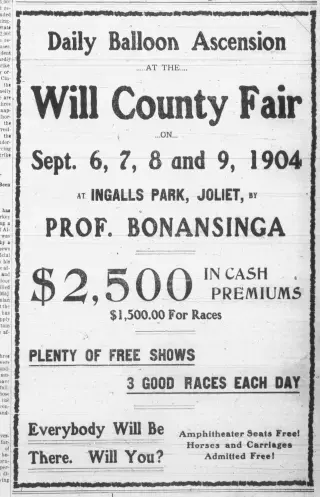 Daily Balloon Ascension
....AT THE....
Will County Fair
...ON...
Sept. 6, 7, 8 and 9, 1904
AT INGALLS PARK, JOLIET, BY
PROF. BONANSINGA
$2,500 IN CASH PREMIUMS
$1,500.00 For Races
PLENTY OF FREE SHOWS
3 GOOD RACES EACH DAY
Everybody Will Be
There. Will You?
Amphitheater Seats Free!
Horses and Carriages
Admitted Free!